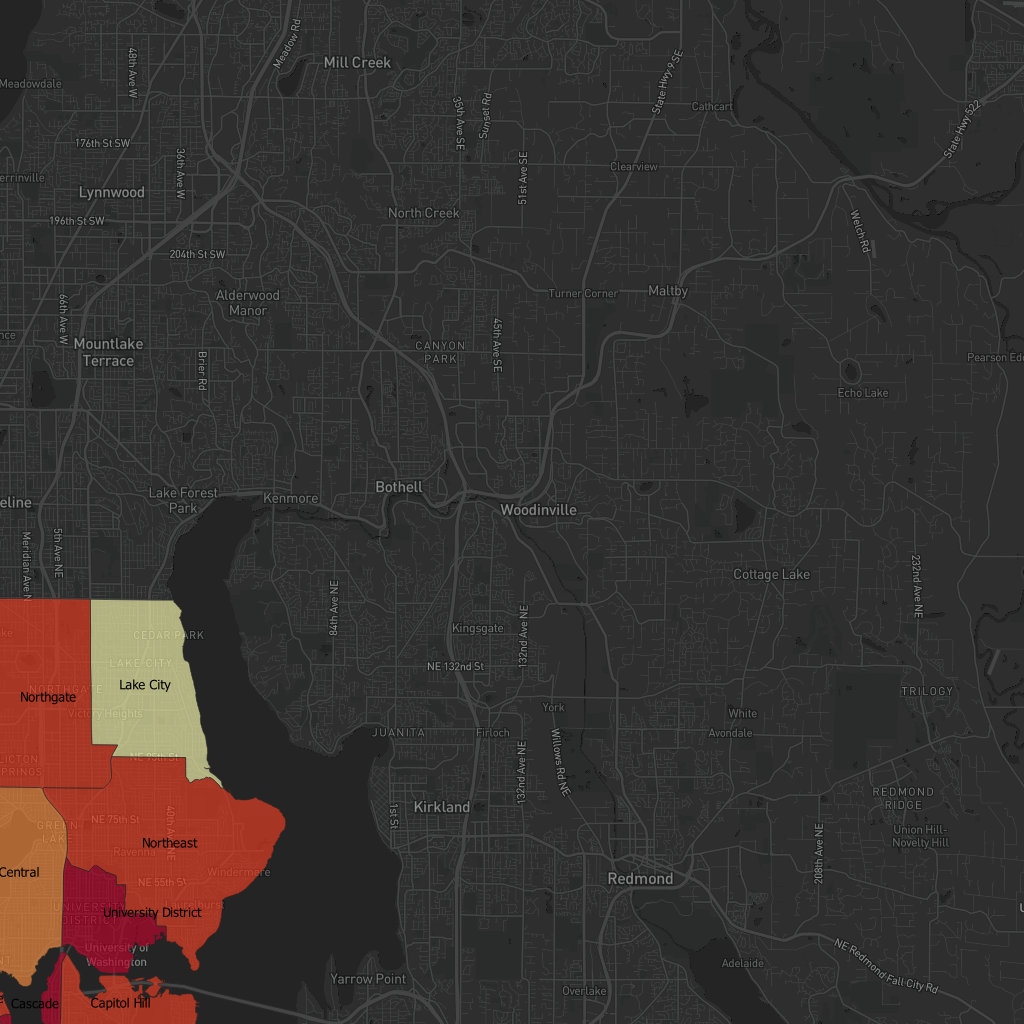 Meadow Rd
48th Ave W
Mill Creek
State Hwy 9 SE
Meadowdale
35th Ave SE
Sunset Rd
Cathcart
State Hwy 522
176th St SW
36th Ave W
51st Ave SE
Clearview
errinville
Lynnwood
196th St SW
North Creek
Welch Rd
204th St SW
Alderwood
Manor
66th Ave W
Turner Corner
Maltby
45th Ave SE
nce
Mountlake
Terrace
CANYON
PARK
Brier Rd
Pearson Edd
Echo Lake
Lake Forest
Park
Kenmore
Bothell
eline
Woodinville
Meridian Ave N
5th Ave NE
232nd Ave NE
Cottage Lake
84th Ave NE
132nd Ave NE
Kingsgate
CEDAR PARK
LAKE CITY
Lake City
NE 132nd St
Northgate
NORTHGATE
TRILOGY
Victory Heights
York
White
JUANITA
Firloch
Avondale
Willows Rd NE
NE 95th St
LICTON
SPRINGS
132nd Ave NE
1st St
Kirkland
REDMOND
RIDGE
NE 75th St
40th Ave NE
GREEN
LAKE
Union Hill-
Novelty Hill
208th Ave NE
Northeast
Ravenna
Central
Windermere
Redmond
NE 55th St
Laurelhurst
UNIVERSITY
DISTRICT
University District
University of
Washington
NE Redmond Fall City Rd
Adelaide
Yarrow Point
Overlake
Cascade
Capitol Hill